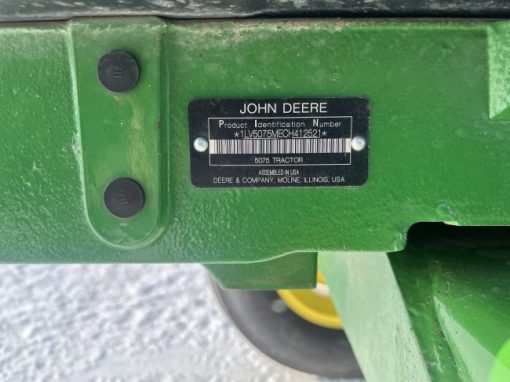 JOHN DEERE
Product Identification Number
*1LV5075MECH412521*
5075 TRACTOR
ASSEMBLED IN USA
DEERE & COMPANY, MOLINE, ILLINOIS, USA